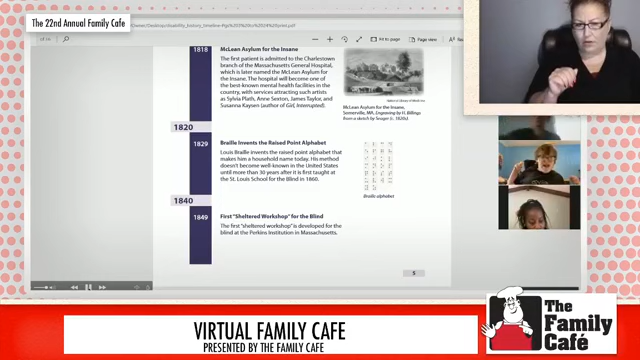 The 22nd Annual Family Cafe
Fit to page
Page view
1818
McLean Asylum for the Insane
The first patient is admitted to the Charlestown
branch of the Massachusetts General Hospital,
which is later named the McLean Asylum for
the Insane. The hospital will become one of
the best-known mental health facilities in the
country, with services attracting such artists
as Sylvia Plath, Anne Sexton, James Taylor, and
Susanna Kaysen (author of Girl, Interrupted).
McLean Asylum for the Insane,
Somerville, MA. Engraving by H. Billings
1820
1829
Braille Invents the Raised Point Alphabet
Louis Braille invents the raised point alphabet that
makes him a household name today. His method
doesn't become well-known in the United States
until more than 30 years after it is first taught at
at the St. Louis School for the Blind in 1860.
Braille alphabet
1840
1849
First "Sheltered Workshop" for the Blind
The first "sheltered workshop" is developed for the
blind at the Perkins Institution in Massachusetts.
5
VIRTUAL FAMILY CAFE
PRESENTED BY THE FAMILY CAFE
The
Family
Café